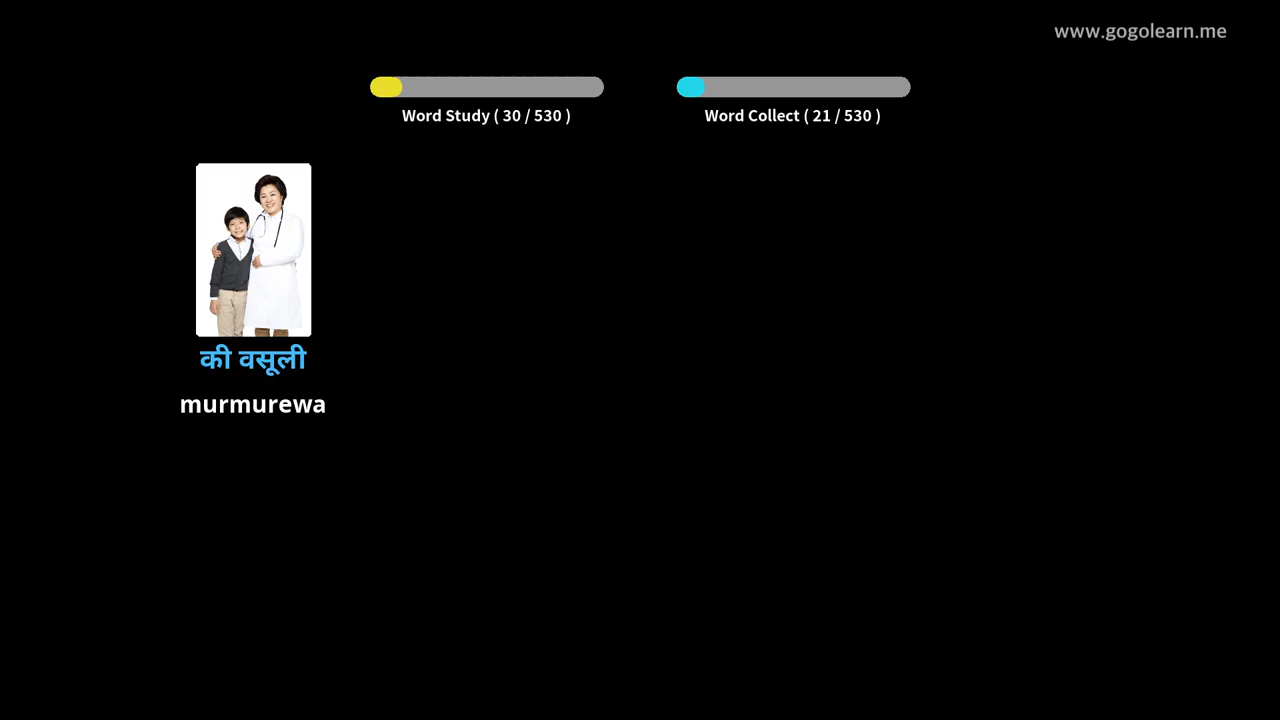 www.gogolearn.me
Word Study ( 30 / 530 )
Word Collect ( 21 / 530 )
की वसूली
murmurewa